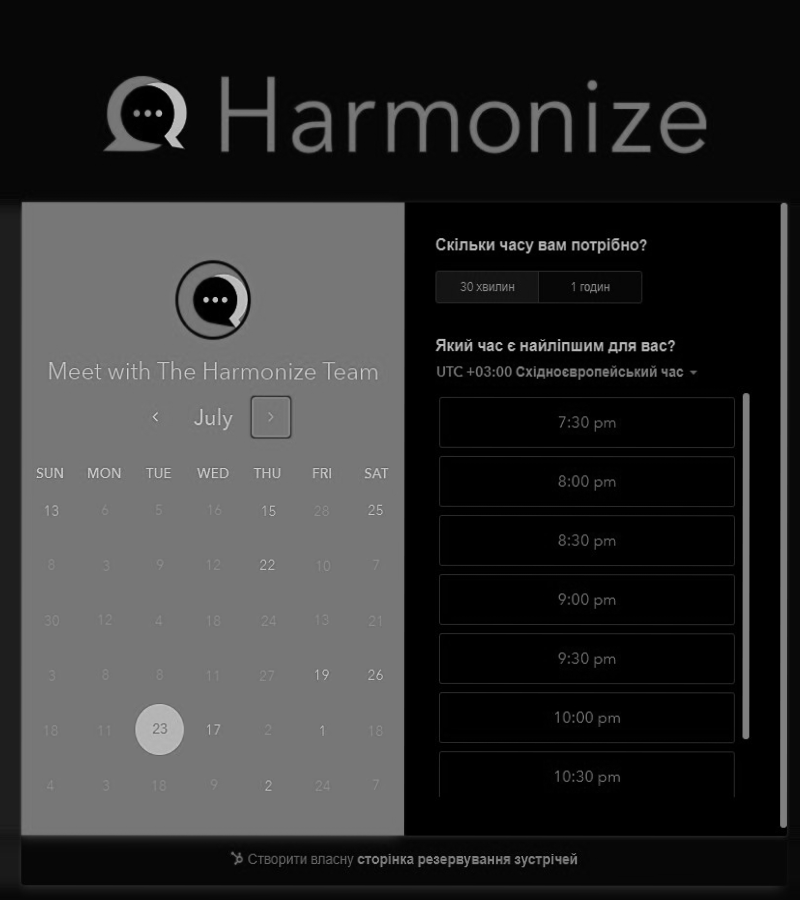 Harmonize
Meet with The Harmonize Team
July
SUN MON TUE WED THU FRI SAT
13 6 5 16 15 28 25
8 3 9 12 22 10 7
30 12 4 18 24 13 21
3 8 8 11 27 19 26
18 11 23 17 2 1 18
4 3 18 9 2 24 7
Скільки часу вам потрібно?
30 хвилин 1 годин
Який час є найліпшим для вас?
UTC +03:00 Східноєвропейський час
7:30 pm
8:00 pm
8:30 pm
9:00 pm
9:30 pm
10:00 pm
10:30 pm
Створити власну сторінка резервування зустрічей